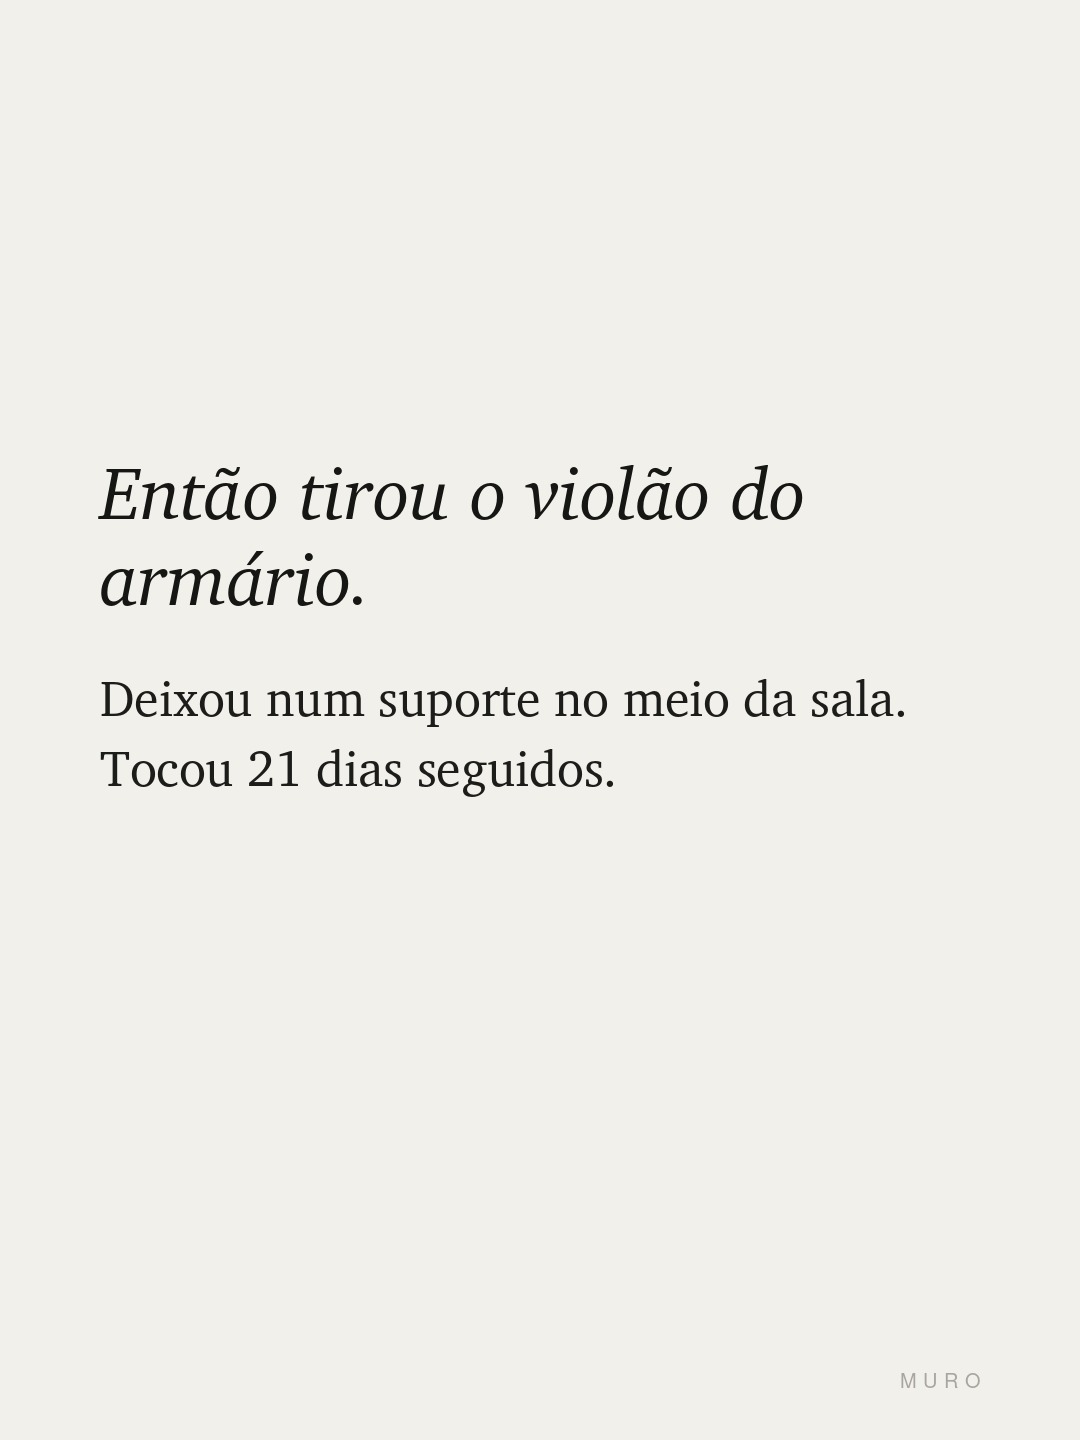 Então tirou o violão do
armário.
Deixou num suporte no meio da sala.
Tocou 21 dias seguidos.
MURO